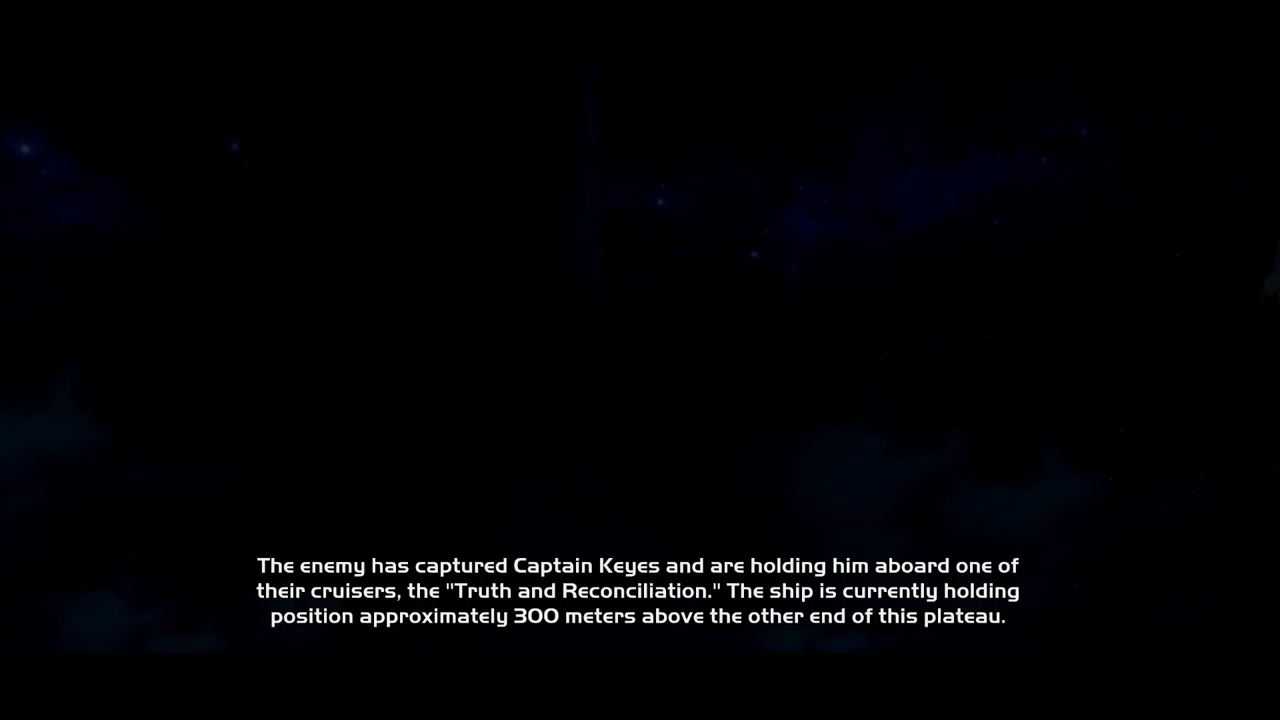 The enemy has captured Captain Keyes and are holding him aboard one of
their cruisers, the "Truth and Reconciliation." The ship is currently holding
position approximately 300 meters above the other end of this plateau.